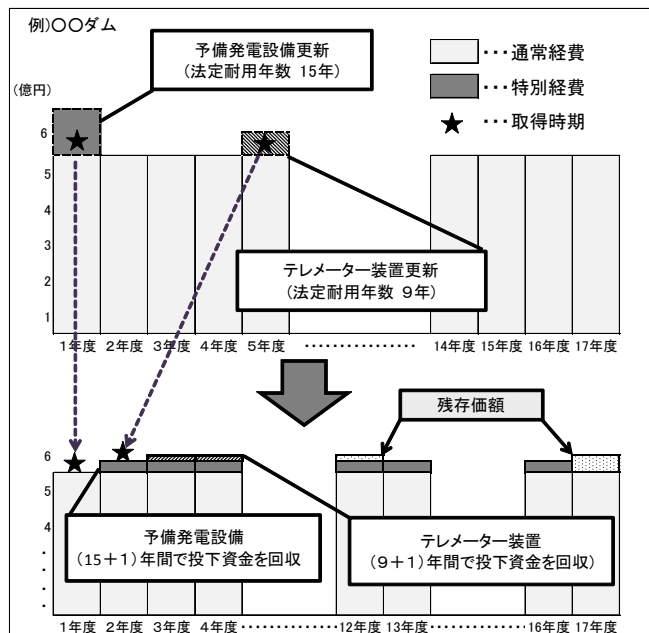 例)〇〇ダム
予備発電設備更新
(法定耐用年数 15年)
・・・通常経費
・・・特別経費
・・・取得時期
(億円)
6
5
4
3
2
1
テレメーター装置更新
(法定耐用年数 9年)
1年度 2年度 3年度 4年度 5年度 ・・・・・・・・・・・・ 14年度 15年度 16年度 17年度
残存価額
6
5
4
・
・
・
・
予備発電設備
(15+1)年間で投下資金を回収
テレメーター装置
(9+1)年間で投下資金を回収)
1年度 2年度 3年度 4年度 ・・・・・・・・・・・・ 12年度 13年度 ・・・・・・・・・・・・ 16年度 17年度